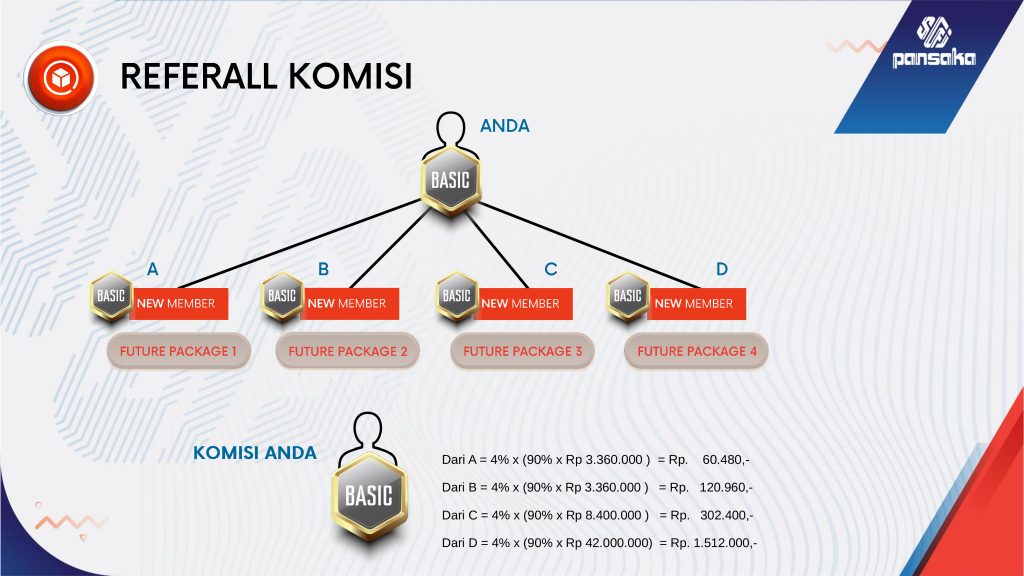 REFERALL KOMISI
pansaka
ANDA
BASIC
A
B
C
D
BASIC NEW MEMBER
BASIC NEW MEMBER
BASIC NEW MEMBER
BASIC NEW MEMBER
FUTURE PACKAGE 1
FUTURE PACKAGE 2
FUTURE PACKAGE 3
FUTURE PACKAGE 4
KOMISI ANDA
BASIC
Dari A = 4% x (90% x Rp 3.360.000 ) = Rp. 60.480,-
Dari B = 4% x (90% x Rp 3.360.000 ) = Rp. 120.960,-
Dari C = 4% x (90% x Rp 8.400.000 ) = Rp. 302.400,-
Dari D = 4% x (90% x Rp 42.000.000) = Rp. 1.512.000,-